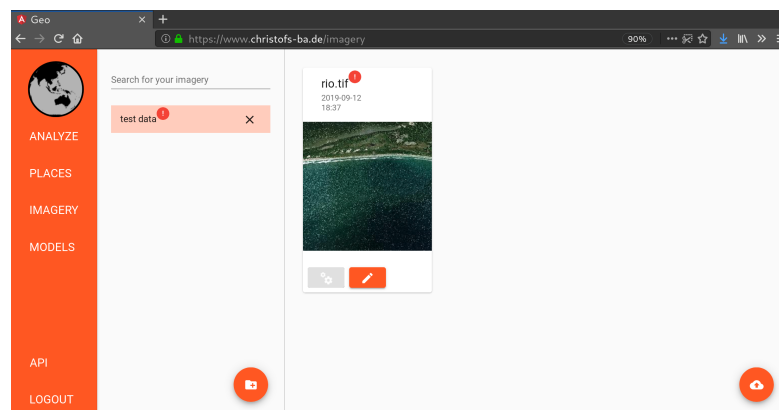 Geo
https://www.christofs-ba.de/imagery
90%
Search for your imagery
test data
!
ANALYZE
PLACES
IMAGERY
MODELS
API
LOGOUT
rio.tif
!
2019-09-12
18:37